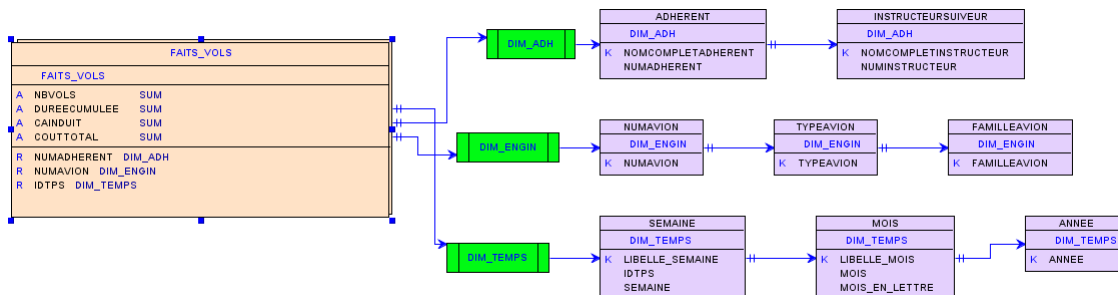 FAITS_VOLS
FAITS_VOLS
A NBVOLS SUM
A DUREECUMULEE SUM
A CAINDUIT SUM
A COUTTOTAL SUM
R NUMADHERENT DIM_ADH
R NUMAVION DIM_ENGIN
R IDTPS DIM_TEMPS
DIM_ADH
ADHERENT
DIM_ADH
K NOMCOMPLETADHERENT
NUMADHERENT
INSTRUCTEURSUIVEUR
DIM_ADH
K NOMCOMPLETINSTRUCTEUR
NUMINSTRUCTEUR
DIM_ENGIN
NUMAVION
DIM_ENGIN
K NUMAVION
TYPEAVION
DIM_ENGIN
K TYPEAVION
FAMILLEAVION
DIM_ENGIN
K FAMILLEAVION
DIM_TEMPS
SEMAINE
DIM_TEMPS
K LIBELLE_SEMAINE
IDTPS
SEMAINE
MOIS
DIM_TEMPS
K LIBELLE_MOIS
MOIS
MOIS_EN_LETTRE
ANNEE
DIM_TEMPS
K ANNEE